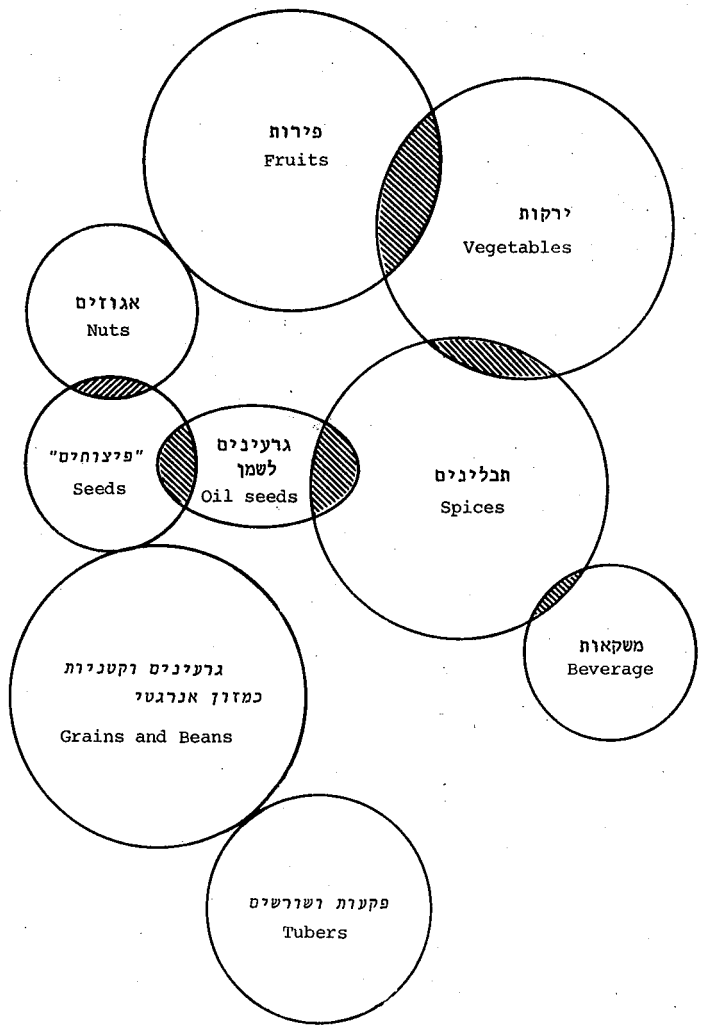 פירות
Fruits
ירקות
Vegetables
אגוזים
Nuts
"פיצוחים"
Seeds
גרעינים
לשמן
Oil seeds
תבלינים
Spices
משקאות
Beverage
גרעינים וקטניות
כמזון אנרגטי
Grains and Beans
פקעות ושורשים
Tubers